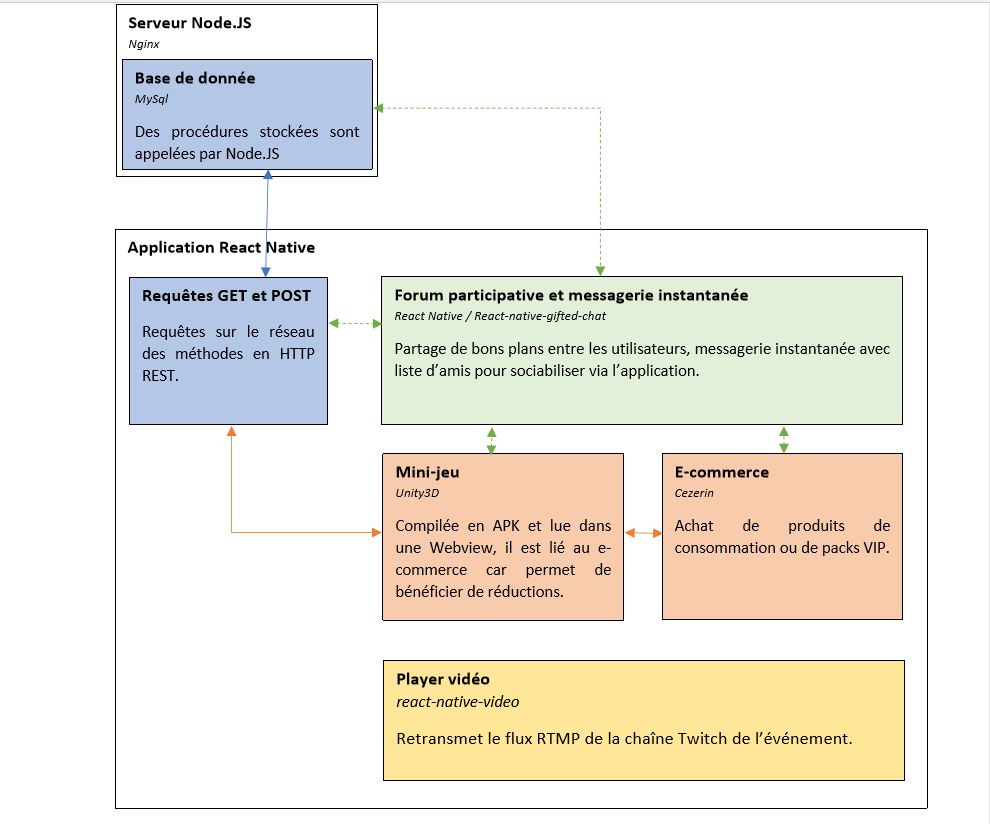 Serveur Node.JS
Nginx
Base de donnée
MySql
Des procédures stockées sont
appelées par Node.JS
Application React Native
Requêtes GET et POST
Requêtes sur le réseau
des méthodes en HTTP
REST.
Forum participative et messagerie instantanée
React Native / React-native-gifted-chat
Partage de bons plans entre les utilisateurs, messagerie instantanée avec
liste d’amis pour sociabiliser via l’application.
Mini-jeu
Unity3D
Compilée en APK et lue dans
une Webview, il est lié au e-
commerce car permet de
bénéficier de réductions.
E-commerce
Cezerin
Achat de produits de
consommation ou de packs VIP.
Player vidéo
react-native-video
Retransmet le flux RTMP de la chaîne Twitch de l’événement.